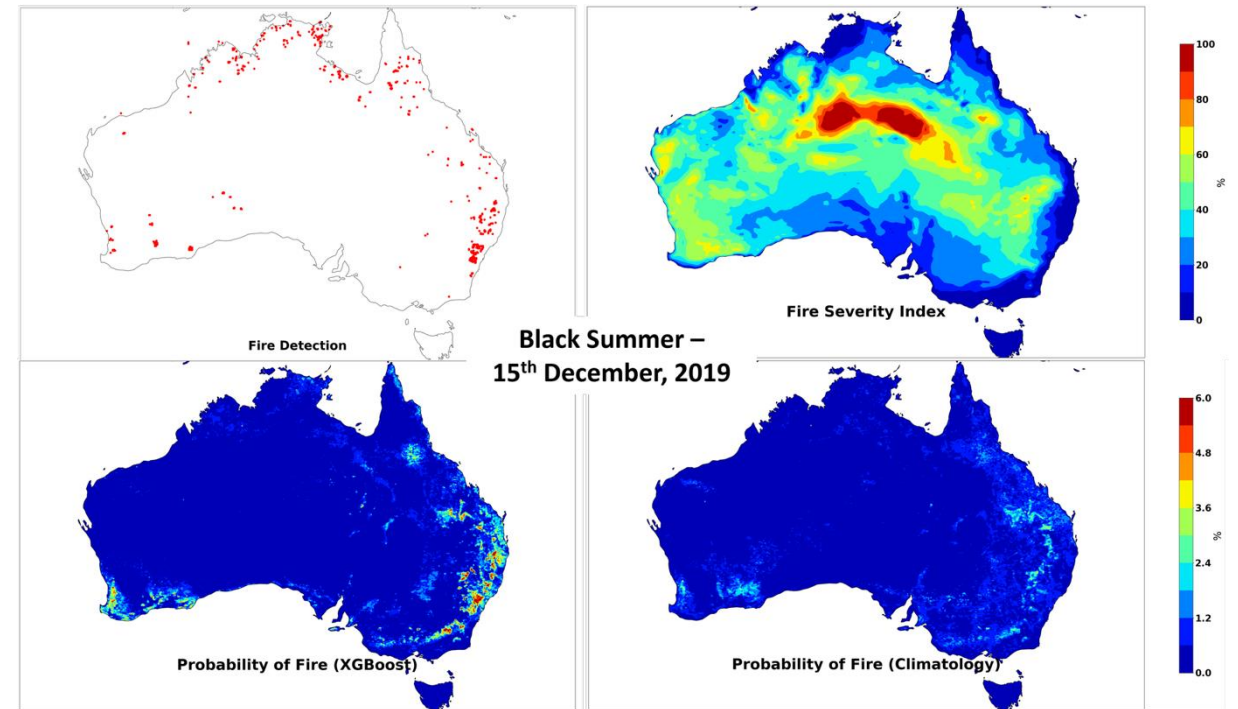 100
80
60
%
40
20
0
Fire Severity Index
Fire Detection
Black Summer –
15th December, 2019
6.0
4.8
3.6
%
2.4
1.2
0.0
Probability of Fire (XGBoost)
Probability of Fire (Climatology)